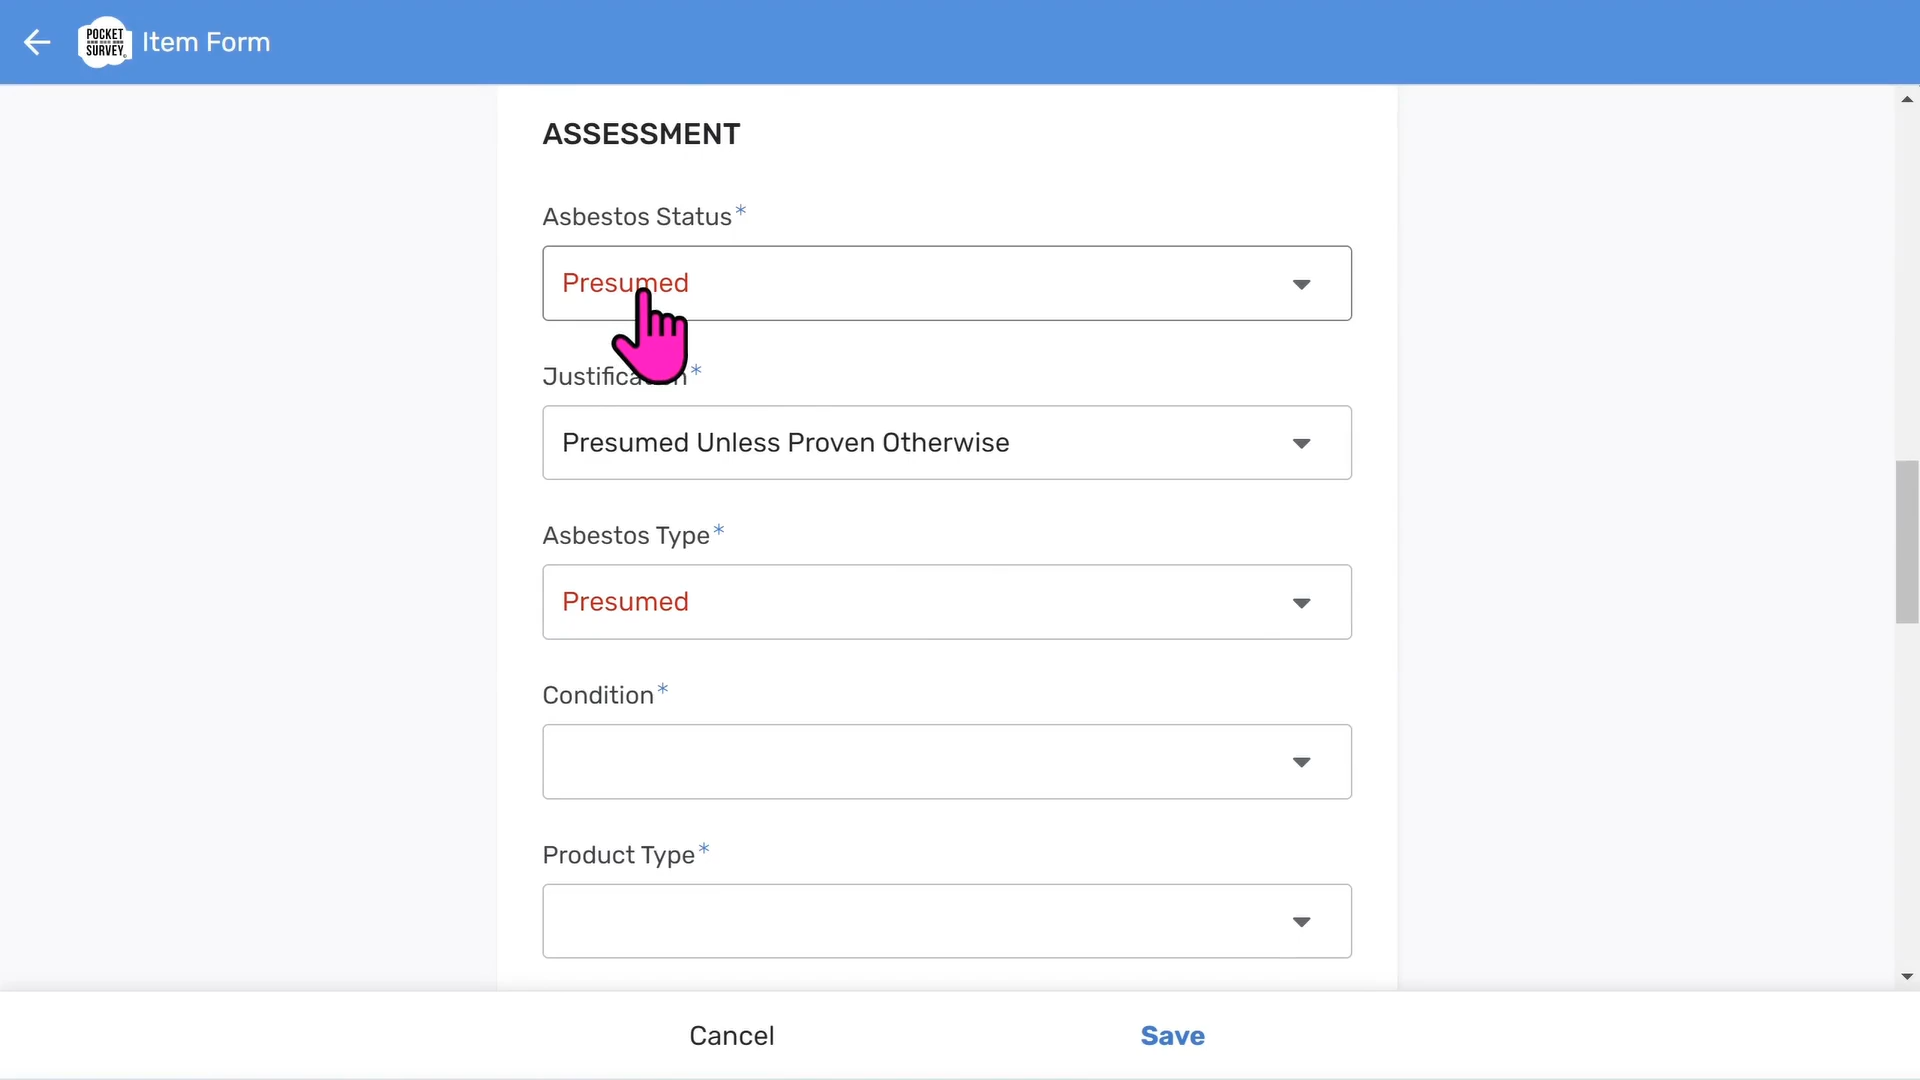 POCKET
SURVEY
Item Form
ASSESSMENT
Asbestos Status*
Presumed
Justification*
Presumed Unless Proven Otherwise
Asbestos Type*
Presumed
Condition*
Product Type*
Cancel
Save